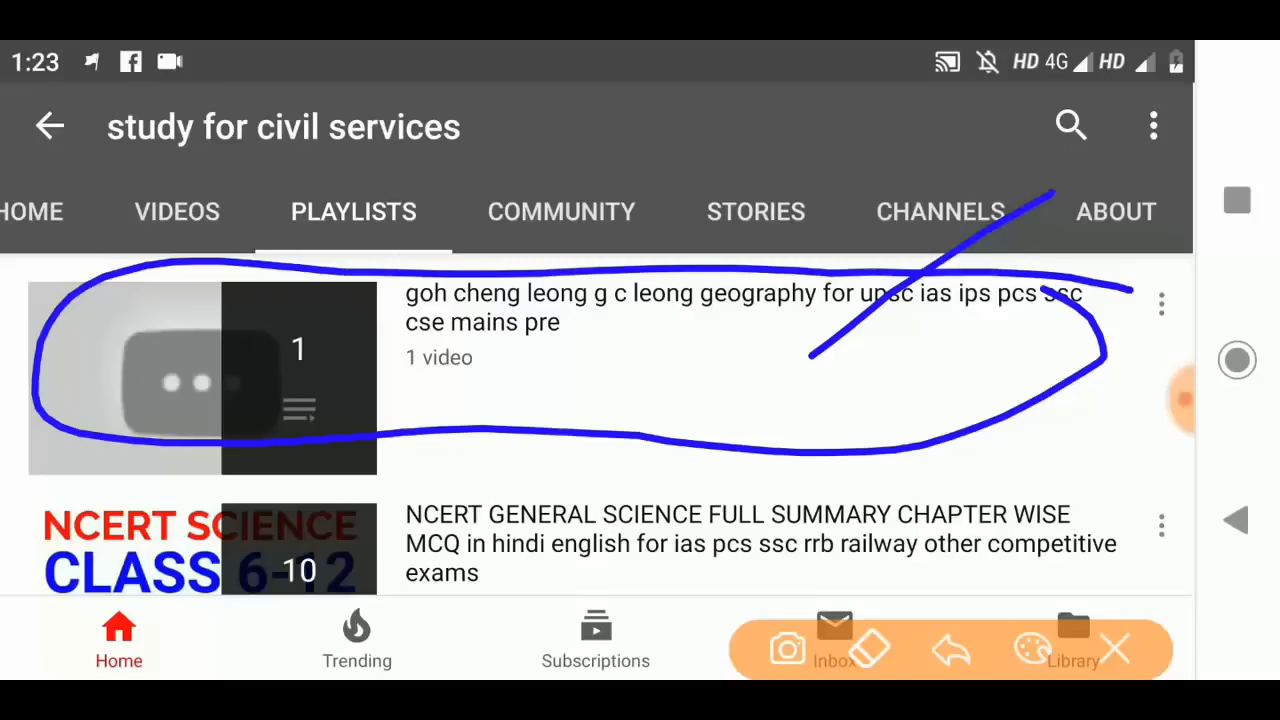 1:23 HD 4G HD
study for civil services
HOME VIDEOS PLAYLISTS COMMUNITY STORIES CHANNELS ABOUT
1
goh cheng leong g c leong geography for upsc ias ips pcs ssc
cse mains pre
1 video
NCERT SCIENCE
CLASS 6-12
10
NCERT GENERAL SCIENCE FULL SUMMARY CHAPTER WISE
MCQ in hindi english for ias pcs ssc rrb railway other competitive
exams
Home Trending Subscriptions Inbox Library